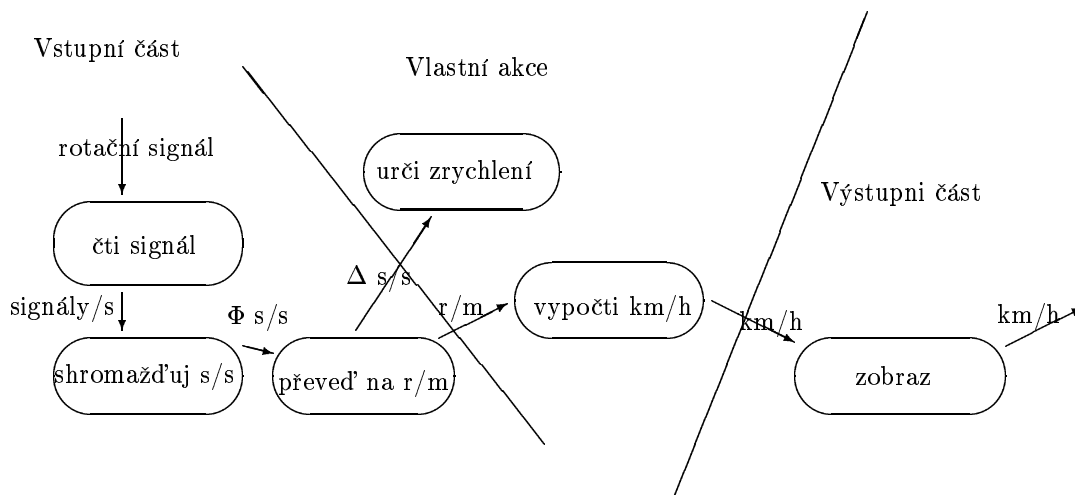 Vstupní část
Vlastní akce
rotační signál
určí zrychlení
Výstupni část
čti signál
Δ s/s
signály/s
Φ s/s
r/m
vypočti km/h
km/h
km/h
shromažďuj s/s
převeď na r/m
zobraz